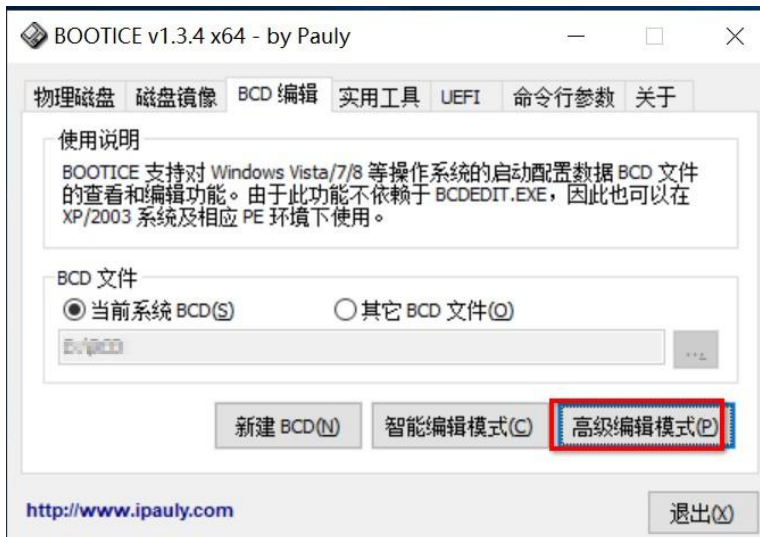 BOOTICE v1.3.4 x64 - by Pauly
物理磁盘 磁盘镜像 BCD 编辑 实用工具 UEFI 命令行参数 关于
使用说明
BOOTICE 支持对 Windows Vista/7/8 等操作系统的启动配置数据 BCD 文件
的查看和编辑功能。由于此功能不依赖于 BCDEDIT.EXE，因此也可以在
XP/2003 系统及相应 PE 环境下使用。
BCD 文件
当前系统 BCD(S) 其它 BCD 文件(O)
...
新建 BCD(N) 智能编辑模式(C) 高级编辑模式(P)
http://www.ipauly.com 退出(X)